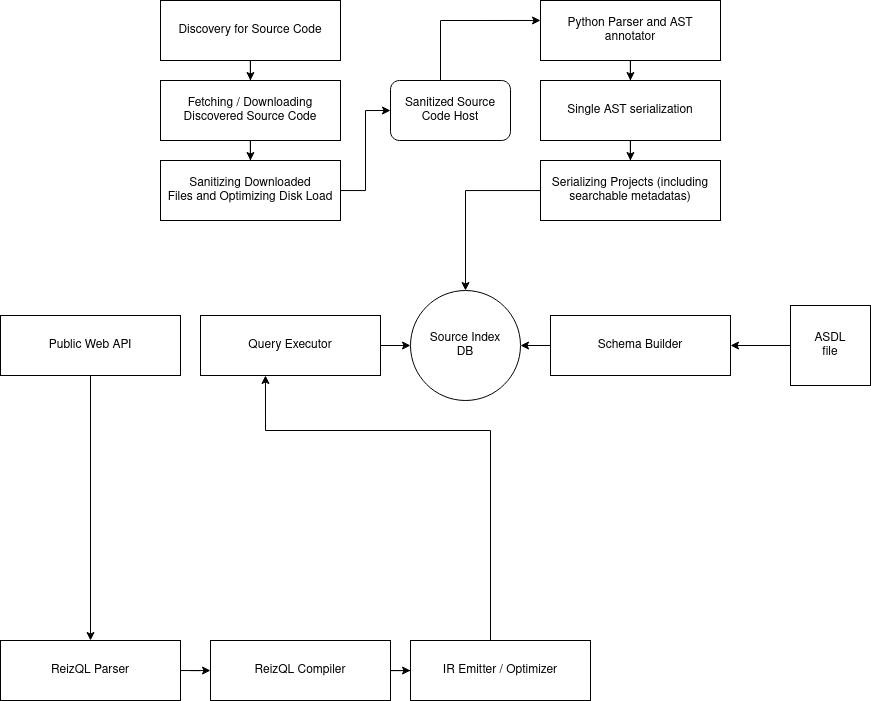 Discovery for Source Code
Fetching / Downloading
Discovered Source Code
Sanitizing Downloaded
Files and Optimizing Disk Load
Sanitized Source
Code Host
Python Parser and AST
annotator
Single AST serialization
Serializing Projects (including
searchable metadatas)
Public Web API
Query Executor
Source Index
DB
Schema Builder
ASDL
file
ReizQL Parser
ReizQL Compiler
IR Emitter / Optimizer